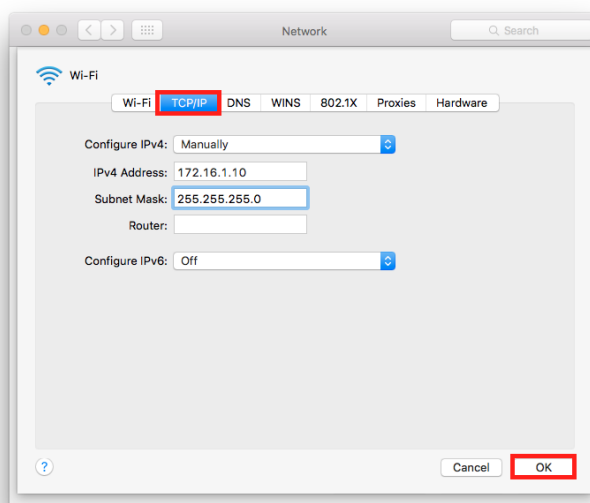 Network
Search
Wi-Fi
Wi-Fi TCP/IP DNS WINS 802.1X Proxies Hardware
Configure IPv4: Manually
IPv4 Address: 172.16.1.10
Subnet Mask: 255.255.255.0
Router:
Configure IPv6: Off
? Cancel OK